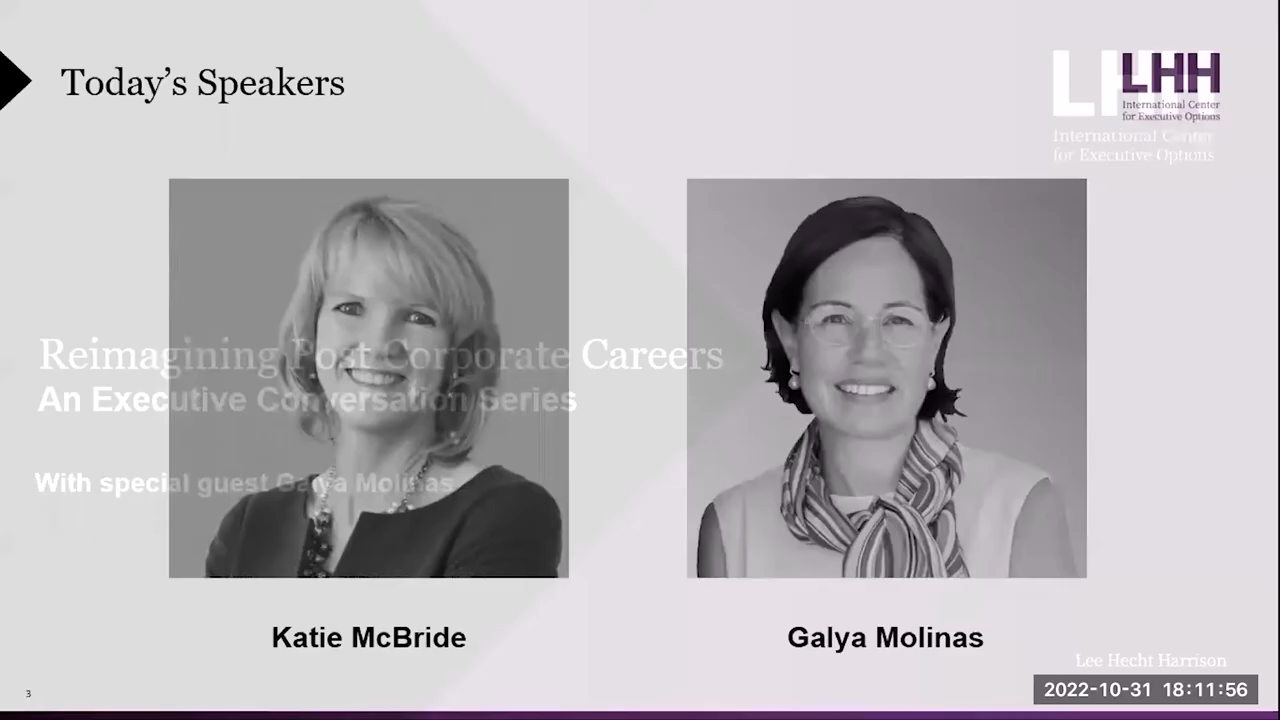 Today's Speakers
LHH
International Center
for Executive Options
LHH
International Center
for Executive Options
Reimagining Post Corporate Careers
An Executive Conversation Series
With special guest Galya Molinas
Katie McBride
Galya Molinas
Lee Hecht Harrison
2022-10-31 18:11:56
3